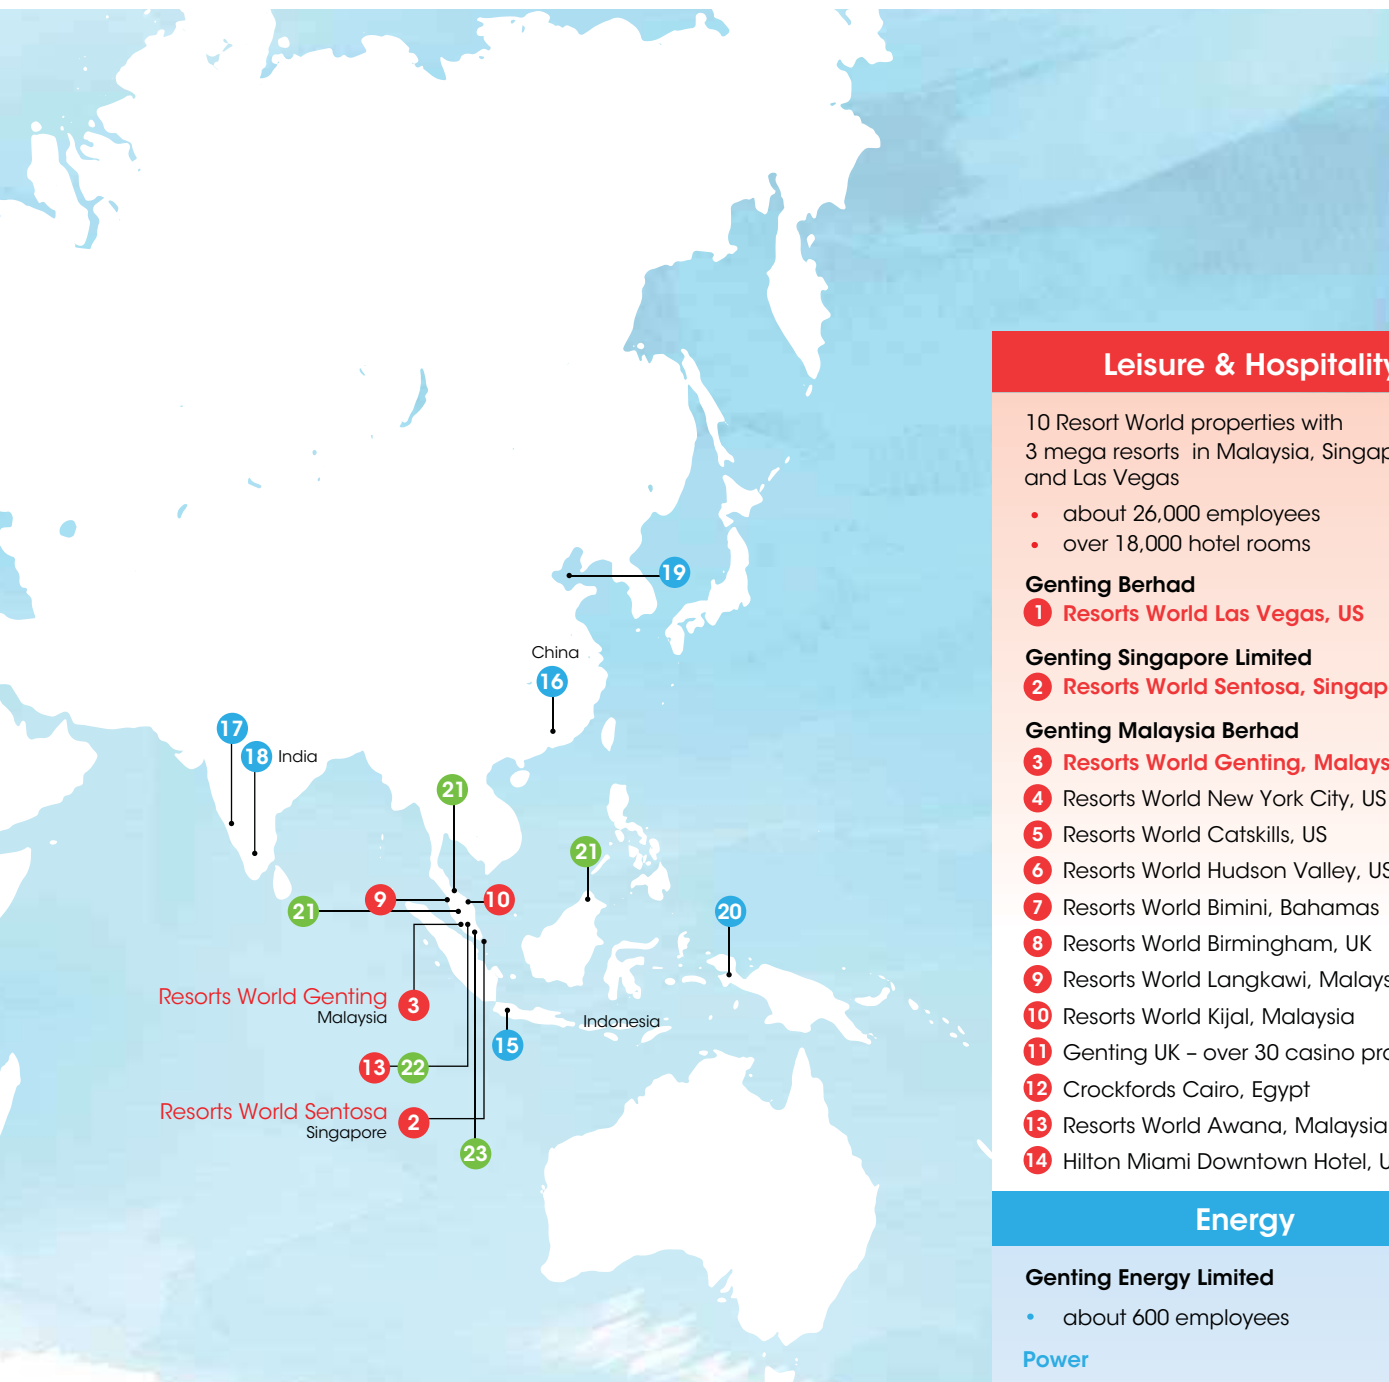 19
China
16
17
18 India
21
21
9
10
21
20
Resorts World Genting
Malaysia
3
Indonesia
15
13 22
Resorts World Sentosa
Singapore
2
23
Leisure & Hospitality
10 Resort World properties with
3 mega resorts in Malaysia, Singap
and Las Vegas
• about 26,000 employees
• over 18,000 hotel rooms
Genting Berhad
1 Resorts World Las Vegas, US
Genting Singapore Limited
2 Resorts World Sentosa, Singap
Genting Malaysia Berhad
3 Resorts World Genting, Malays
4 Resorts World New York City, US
5 Resorts World Catskills, US
6 Resorts World Hudson Valley, US
7 Resorts World Bimini, Bahamas
8 Resorts World Birmingham, UK
9 Resorts World Langkawi, Malays
10 Resorts World Kijal, Malaysia
11 Genting UK – over 30 casino pro
12 Crockfords Cairo, Egypt
13 Resorts World Awana, Malaysia
14 Hilton Miami Downtown Hotel, U
Energy
Genting Energy Limited
• about 600 employees
Power